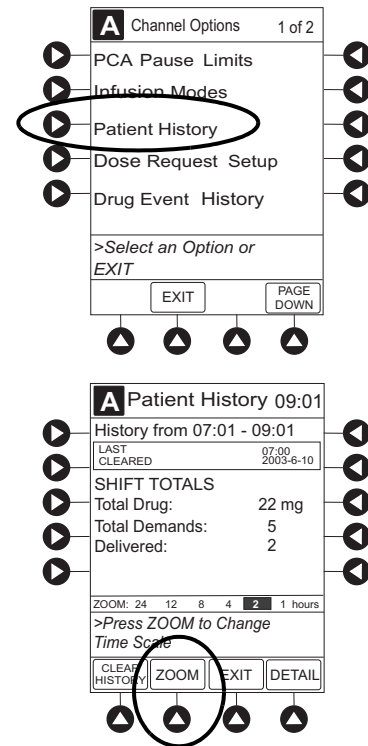 A Channel Options 1 of 2
PCA Pause Limits
Infusion Modes
Patient History
Dose Request Setup
Drug Event History
>Select an Option or
EXIT
EXIT
PAGE
DOWN
A Patient History 09:01
History from 07:01 - 09:01
LAST
CLEARED
07:00
2003-6-10
SHIFT TOTALS
Total Drug: 22 mg
Total Demands: 5
Delivered: 2
ZOOM: 24 12 8 4 2 1 hours
>Press ZOOM to Change
Time Scale
CLEAR
HISTORY
ZOOM
EXIT
DETAIL